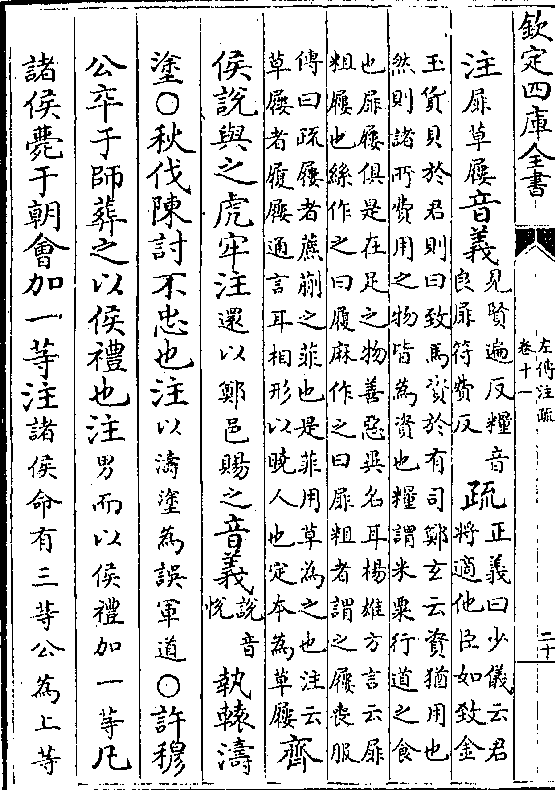 欽定四庫全書
左傳注疏
卷十一
二十
注扉草屨音義見賢遍反糧音
良扉符費反疏正義曰少儀云君
將適他臣如致金
玉貨貝於君則曰致馬資於有司鄭玄云資猶用也
然則諸所費用之物皆為資也糧謂米粟行道之食
也扉屨俱是在足之物善惡異名耳楊雄方言云扉
粗屨也絲作之曰履麻作之曰扉粗者謂之屨喪服
傳曰疏屨者藨蒯之菲也是菲用草為之也注云
草屨者履屨通言耳相形以曉人也定本為草屨齊
侯說與之虎牢注還以鄭邑賜之音義說音
悅執轅濤
塗○秋伐陳討不忠也注以濤塗為誤軍道○許穆
公卒于師葬之以侯禮也注男而以侯禮加一等凡
諸侯薨于朝會加一等注諸侯命有三等公為上等